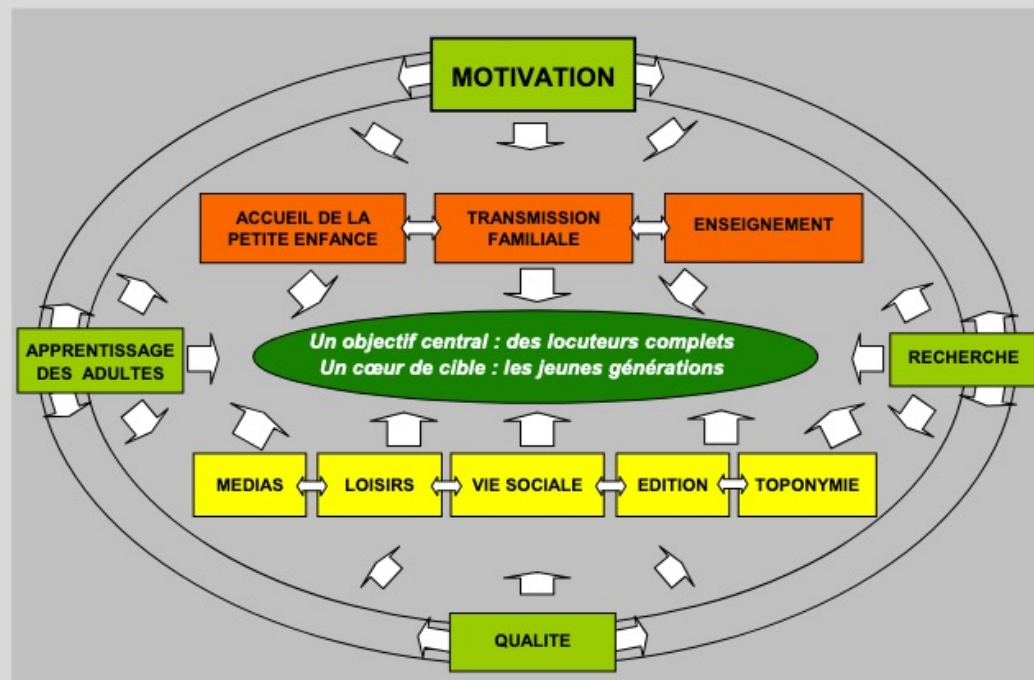 MOTIVATION
ACCUEIL DE LA
PETITE ENFANCE
TRANSMISSION
FAMILIALE
ENSEIGNEMENT
Un objectif central : des locuteurs complets
Un cœur de cible : les jeunes générations
APPRENTISSAGE
DES ADULTES
RECHERCHE
MEDIAS
LOISIRS
VIE SOCIALE
EDITION
TOPONYMIE
QUALITE